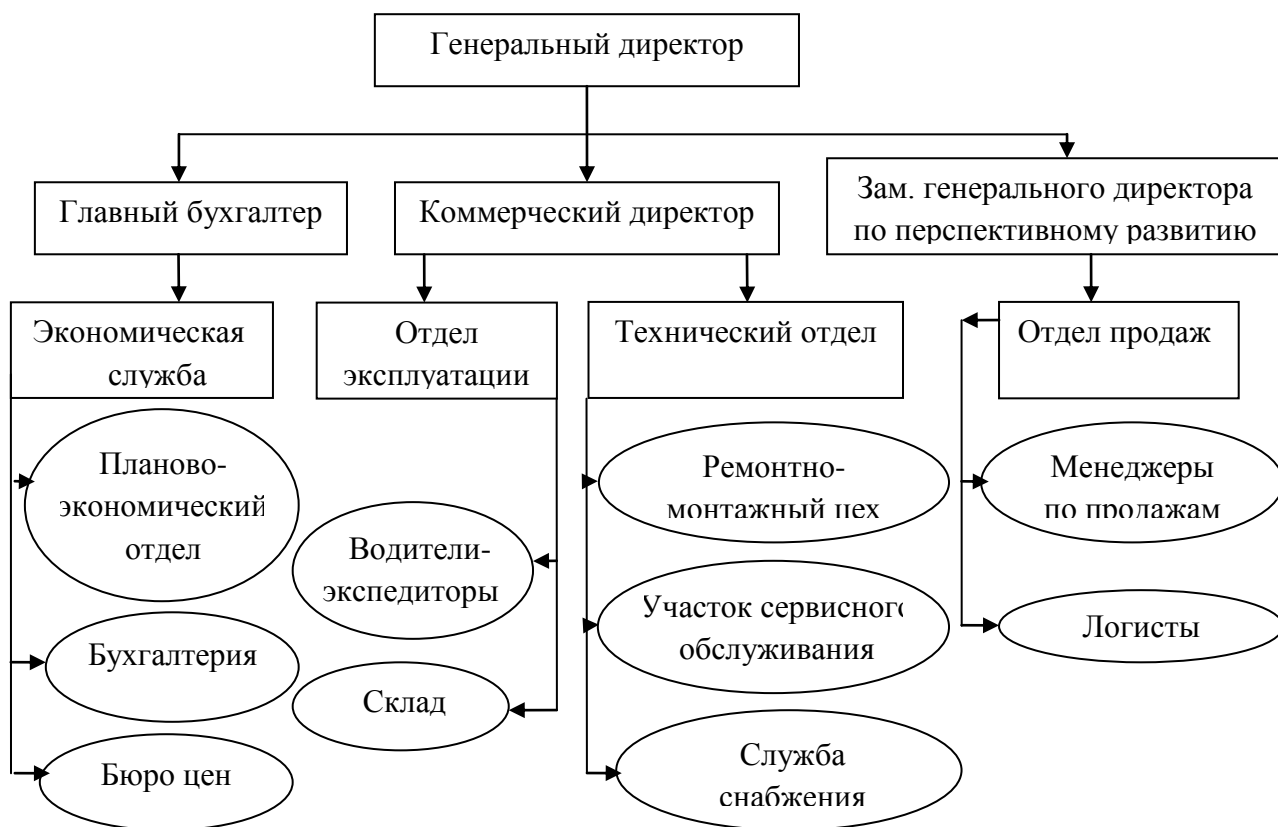 Генеральный директор
Главный бухгалтер
Коммерческий директор
Зам. генерального директора
по перспективному развитию
Экономическая
служба
Отдел
эксплуатации
Технический отдел
Отдел продаж
Планово-
экономический
отдел
Бухгалтерия
Бюро цен
Водители-
экспедиторы
Склад
Ремонтно-
монтажный цех
Участок сервисного
обслуживания
Служба
снабжения
Менеджеры
по продажам
Логисты